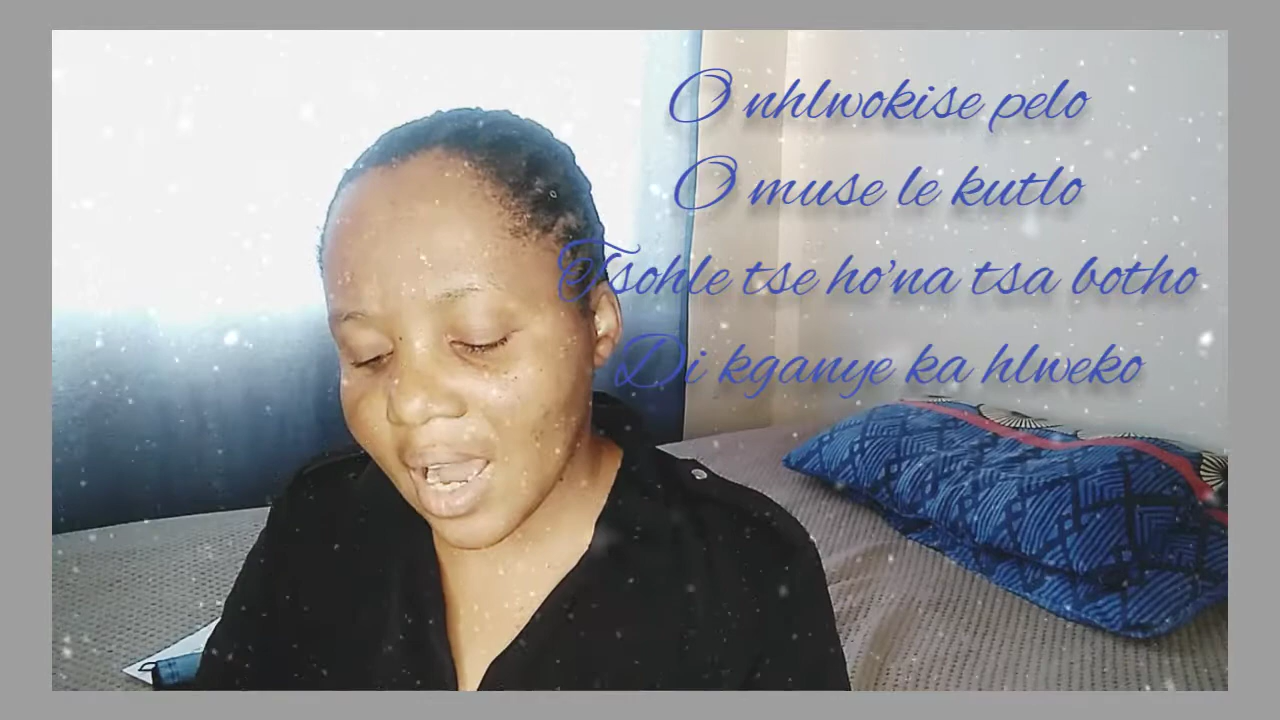 O nhlwokise pelo
O muse le kutlo
Tsohle tse ho'na tsa botho
Di kganye ka hlweko